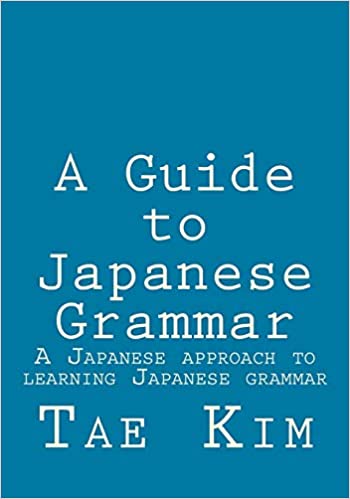 A Guide
to
Japanese
Grammar
A Japanese approach to
learning Japanese grammar
Tae Kim